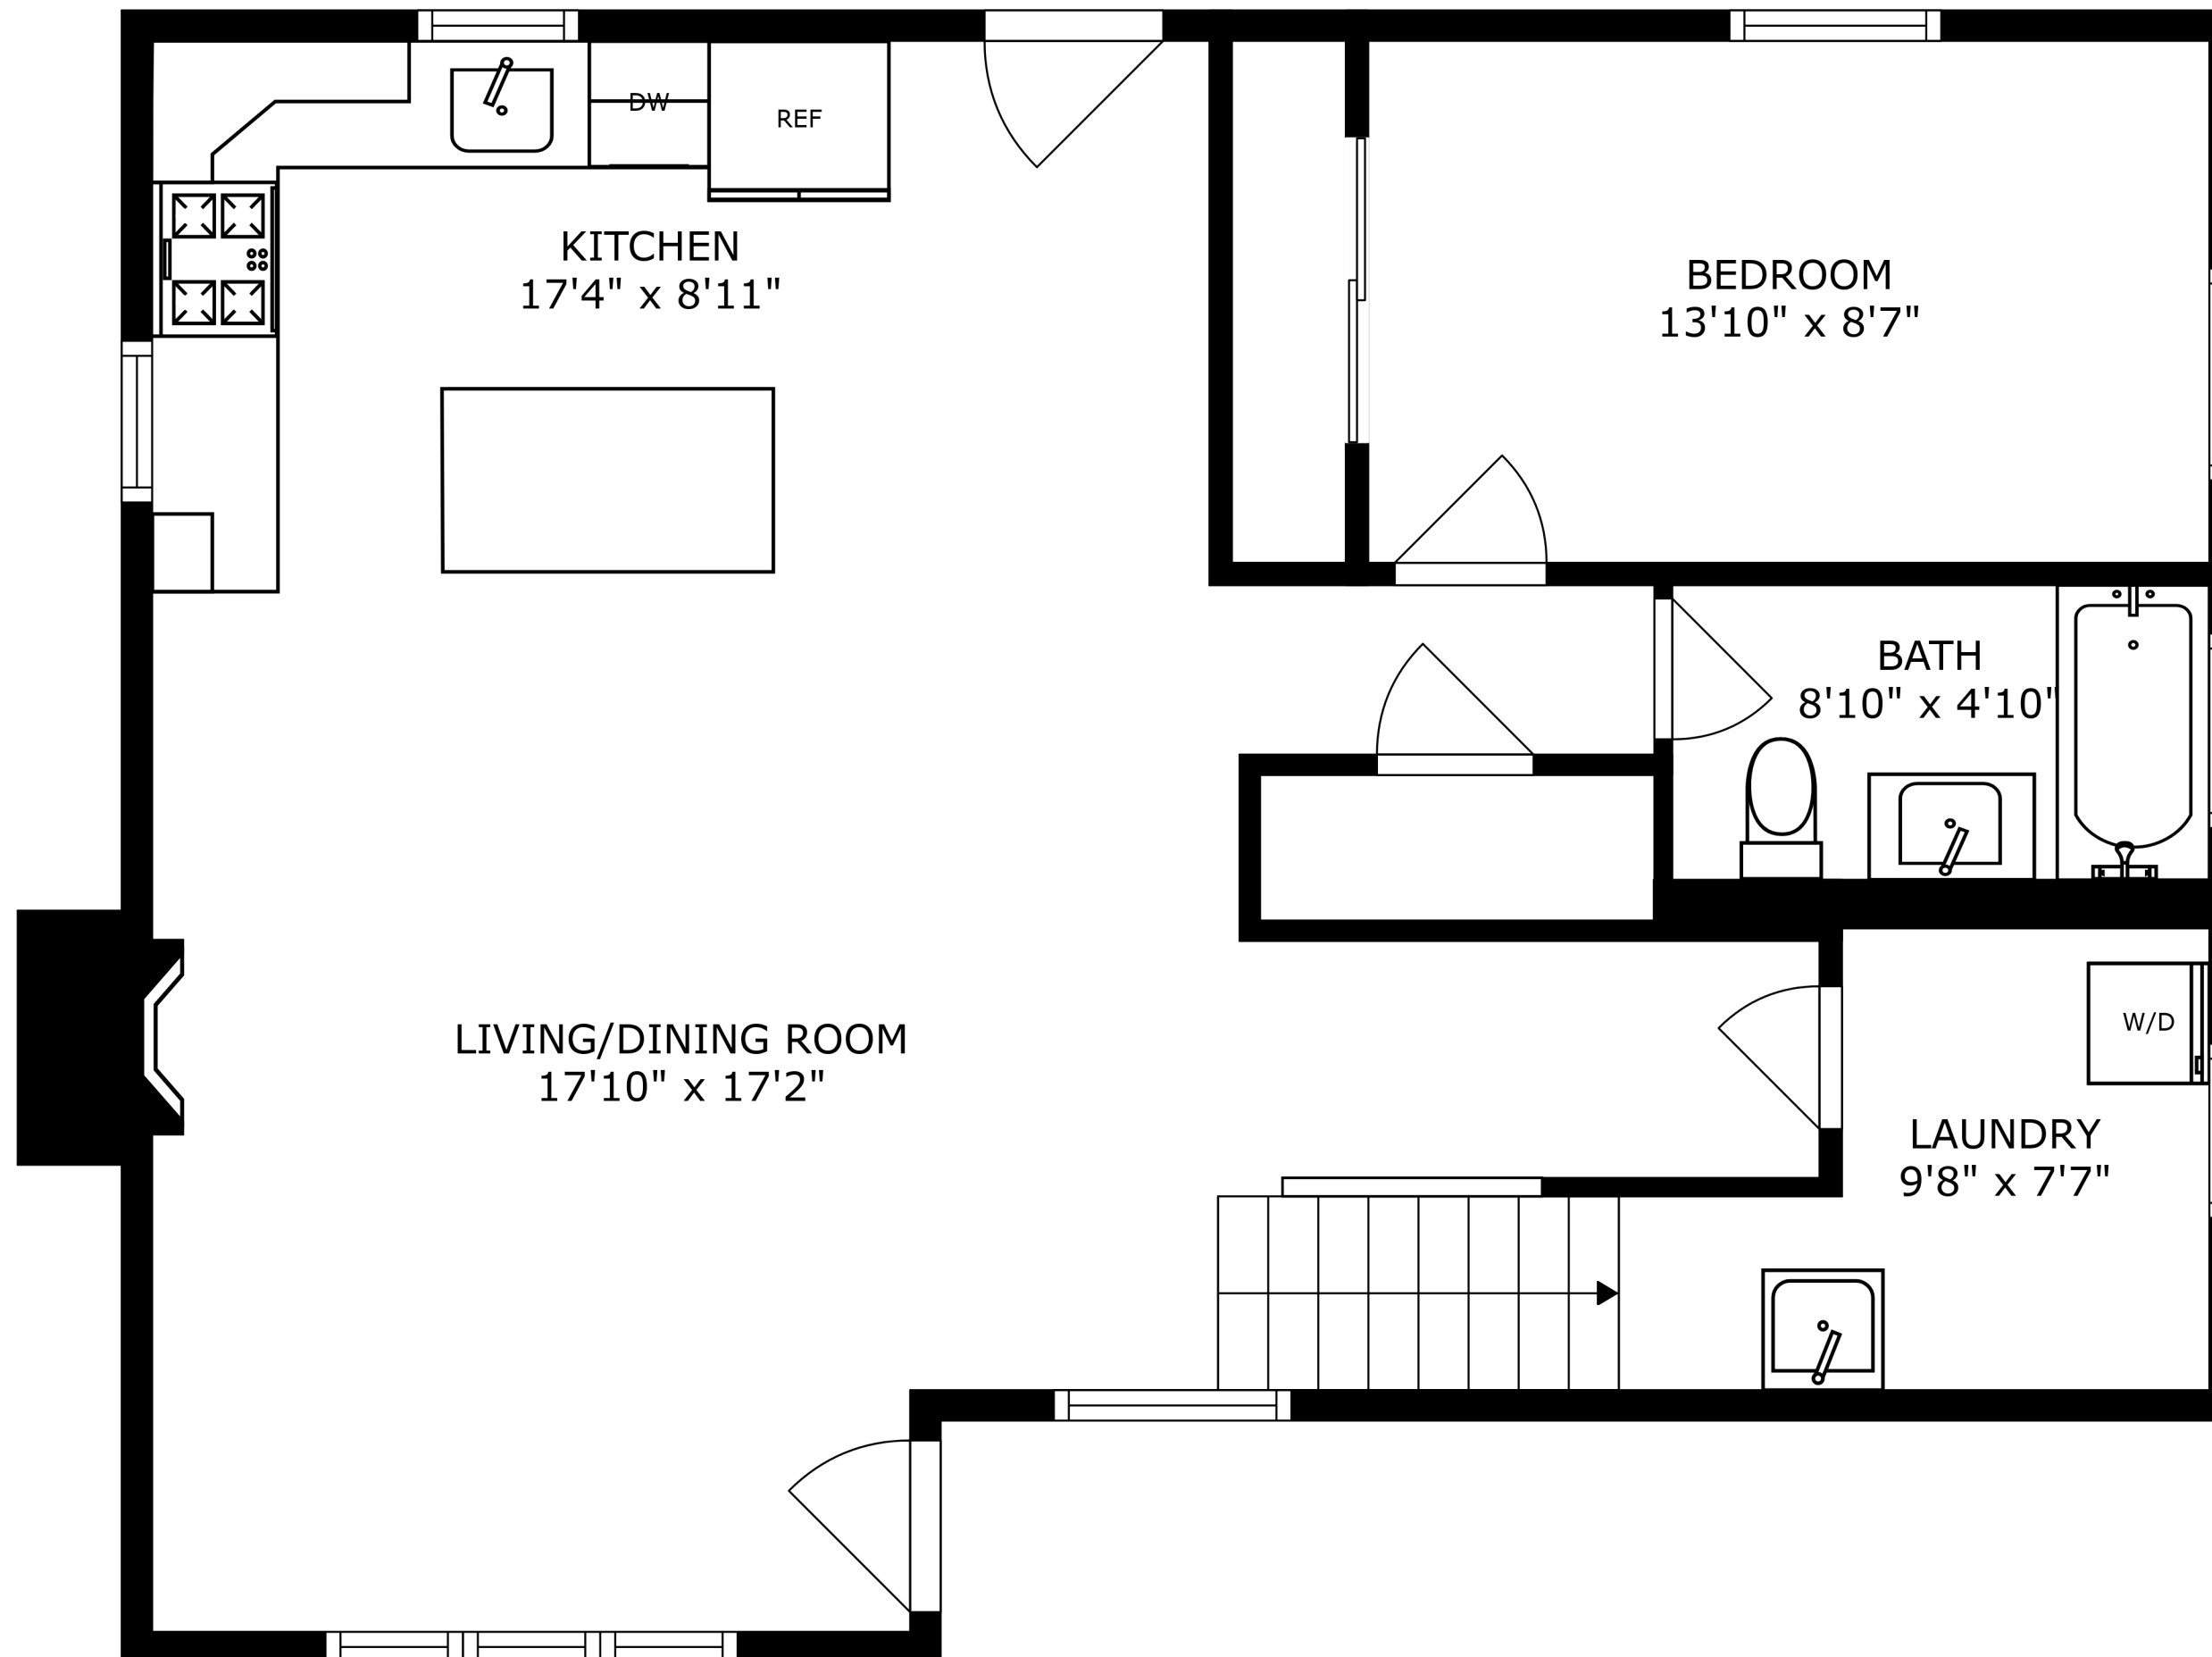 DW
REF
KITCHEN
17'4" x 8'11"
BEDROOM
13'10" x 8'7"
BATH
8'10" x 4'10"
LIVING/DINING ROOM
17'10" x 17'2"
W/D
LAUNDRY
9'8" x 7'7"